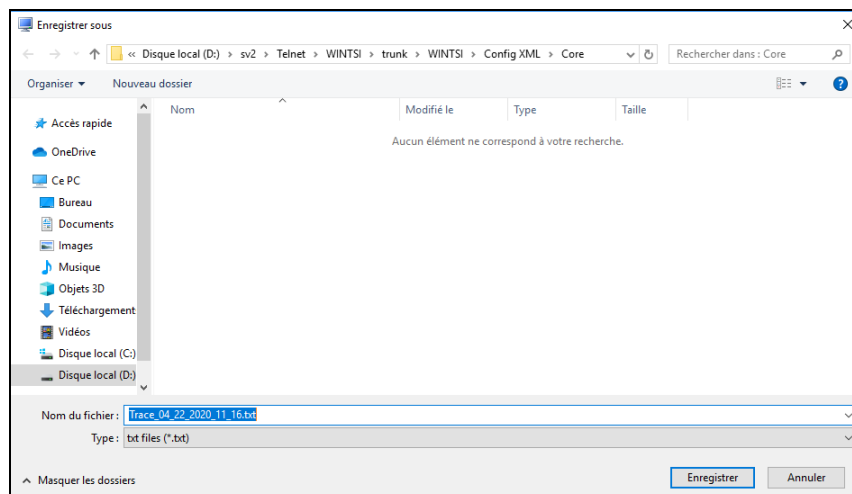 Enregistrer sous
« Disque local (D:) › sv2 › Telnet › WINTSI › trunk › WINTSI › Config XML › Core
Rechercher dans : Core
Organiser
Nouveau dossier
Nom
Modifié le
Type
Taille
Aucun élément ne correspond à votre recherche.
Accès rapide
OneDrive
Ce PC
Bureau
Documents
Images
Musique
Objets 3D
Téléchargement
Vidéos
Disque local (C:)
Disque local (D:)
Nom du fichier : Trace_04_22_2020_11_16.txt
Type : txt files (*.txt)
Masquer les dossiers
Enregistrer
Annuler